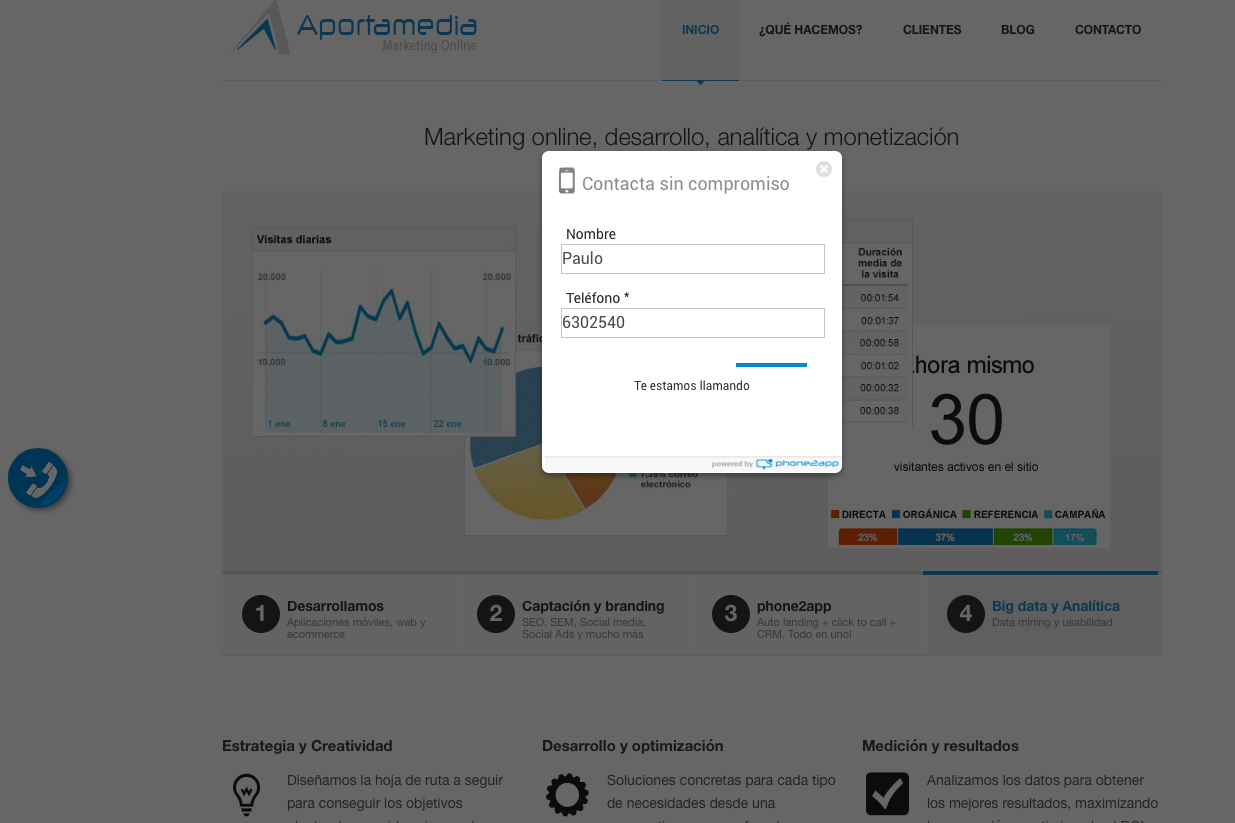 Aportamedia
Marketing Online
INICIO
¿QUÉ HACEMOS?
CLIENTES
BLOG
CONTACTO
Marketing online, desarrollo, analítica y monetización
Contacta sin compromiso
Nombre
Paulo
Teléfono *
6302540
Te estamos llamando
powered by phone2app
Visitas diarias
20.000
20.000
10.000
10.000
1 ene
8 ene
15 ene
22 ene
tráfic
7,39% correo
electrónico
Duración
media de
la visita
00:01:54
00:01:37
00:00:58
00:01:02
00:00:32
00:00:38
hora mismo
30
visitantes activos en el sitio
DIRECTA
ORGÁNICA
REFERENCIA
CAMPAÑA
23%
37%
23%
17%
1
Desarrollamos
Aplicaciones móviles, web y
ecommerce
2
Captación y branding
SEO, SEM, Social media,
Social Ads y mucho más
3
phone2app
Auto landing + click to call +
CRM. Todo en uno!
4
Big data y Analítica
Data mining y usabilidad
Estrategia y Creatividad
Diseñamos la hoja de ruta a seguir
para conseguir los objetivos
Desarrollo y optimización
Soluciones concretas para cada tipo
de necesidades desde una
Medición y resultados
Analizamos los datos para obtener
los mejores resultados, maximizando